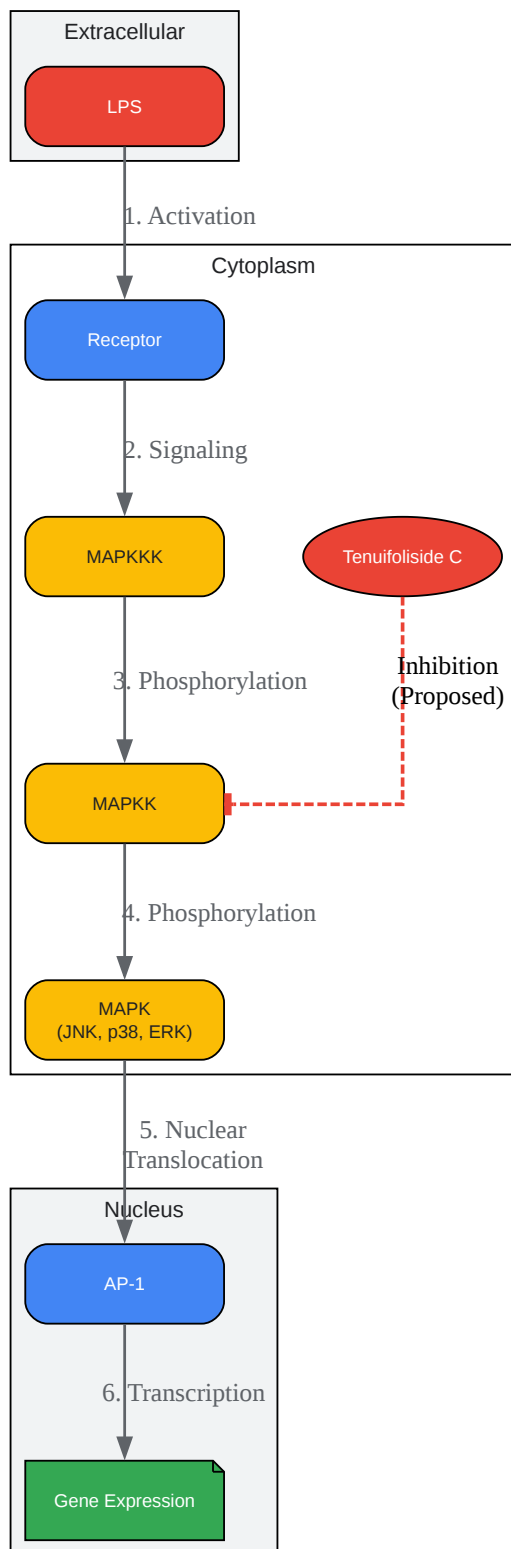 Extracellular
LPS
1. Activation
Cytoplasm
Receptor
2. Signaling
MAPKKK
Tenuifoliside C
3. Phosphorylation
Inhibition
(Proposed)
MAPKK
4. Phosphorylation
MAPK
(JNK, p38, ERK)
5. Nuclear
Translocation
Nucleus
AP-1
6. Transcription
Gene Expression